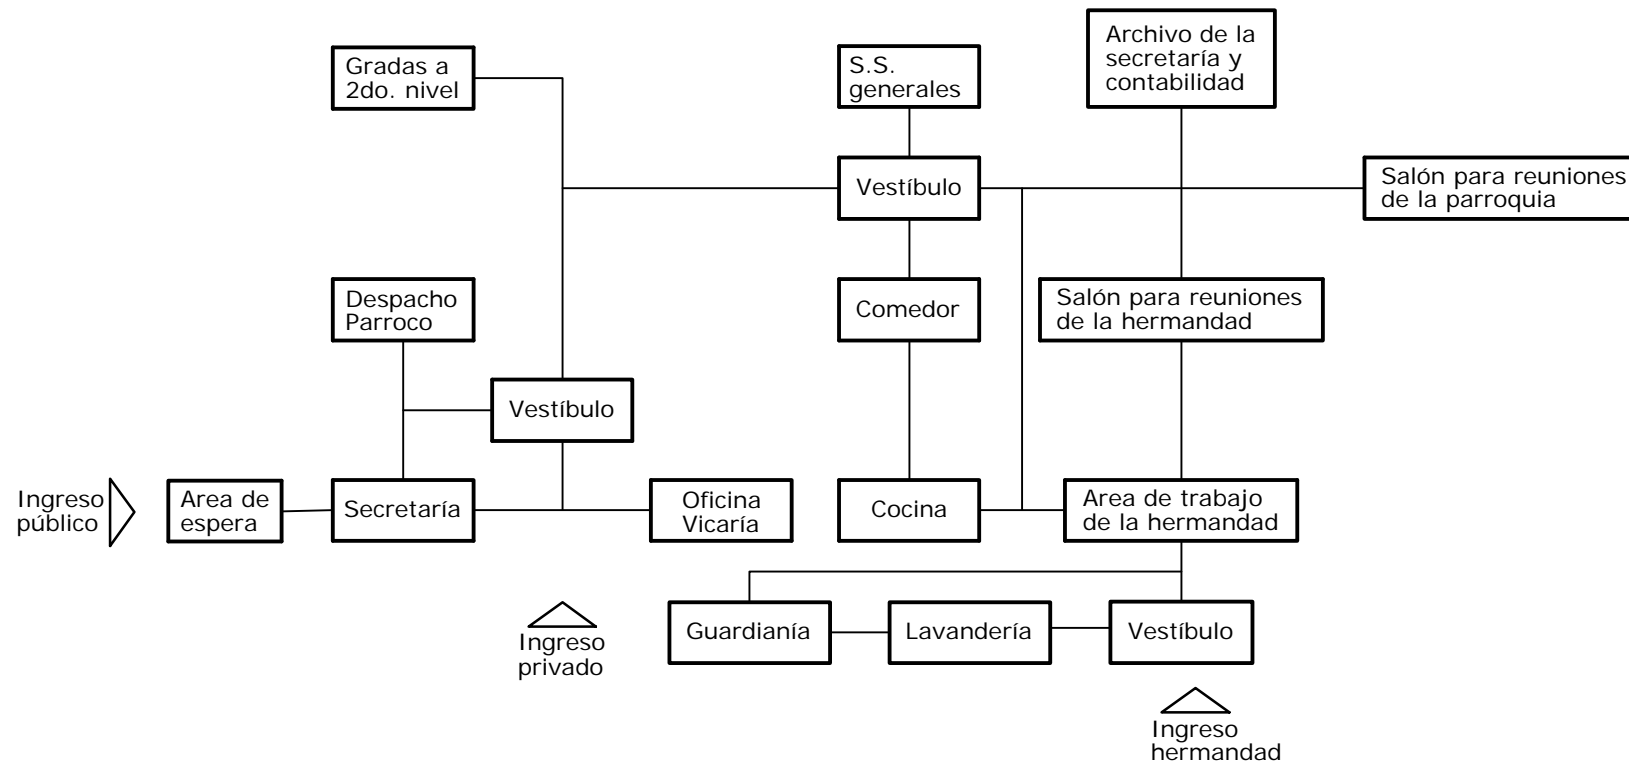 Gradas a
2do. nivel
S.S.
generales
Archivo de la
secretaría y
contabilidad
Vestíbulo
Salón para reuniones
de la parroquia
Despacho
Parroco
Comedor
Salón para reuniones
de la hermandad
Vestíbulo
Ingreso
público
Area de
espera
Secretaría
Oficina
Vicaría
Cocina
Area de trabajo
de la hermandad
Ingreso
privado
Guardianía
Lavandería
Vestíbulo
Ingreso
hermandad